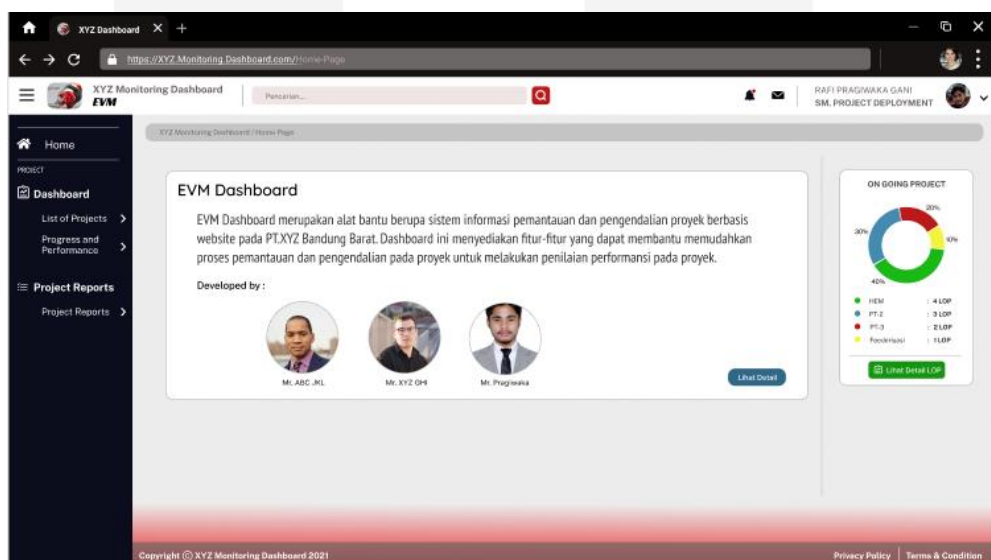 XYZ Dashboard
https://XYZ.Monitoring.Dashboard.com/Home-Page
XYZ Monitoring Dashboard
EVM
Pencarian...
RAFI PRAGIWAKA GANI
SM. PROJECT DEPLOYMENT
XYZ Monitoring Dashboard / Home Page
Home
PROJECT
Dashboard
List of Projects
Progress and
Performance
Project Reports
Project Reports
EVM Dashboard
EVM Dashboard merupakan alat bantu berupa sistem informasi pemantauan dan pengendalian proyek berbasis
website pada PT.XYZ Bandung Barat. Dashboard ini menyediakan fitur-fitur yang dapat membantu memudahkan
proses pemantauan dan pengendalian pada proyek untuk melakukan penilaian performansi pada proyek.
Developed by :
Mr. ABC JKL
Mr. XYZ GHI
Mr. Pragiwaka
Lihat Detail
ON GOING PROJECT
20%
30%
10%
40%
HEM : 4 LOP
PT-2 : 3 LOP
PT-3 : 2 LOP
Feederisasi : 1 LOP
Lihat Detail LOP
Copyright © XYZ Monitoring Dashboard 2021
Privacy Policy | Terms & Condition